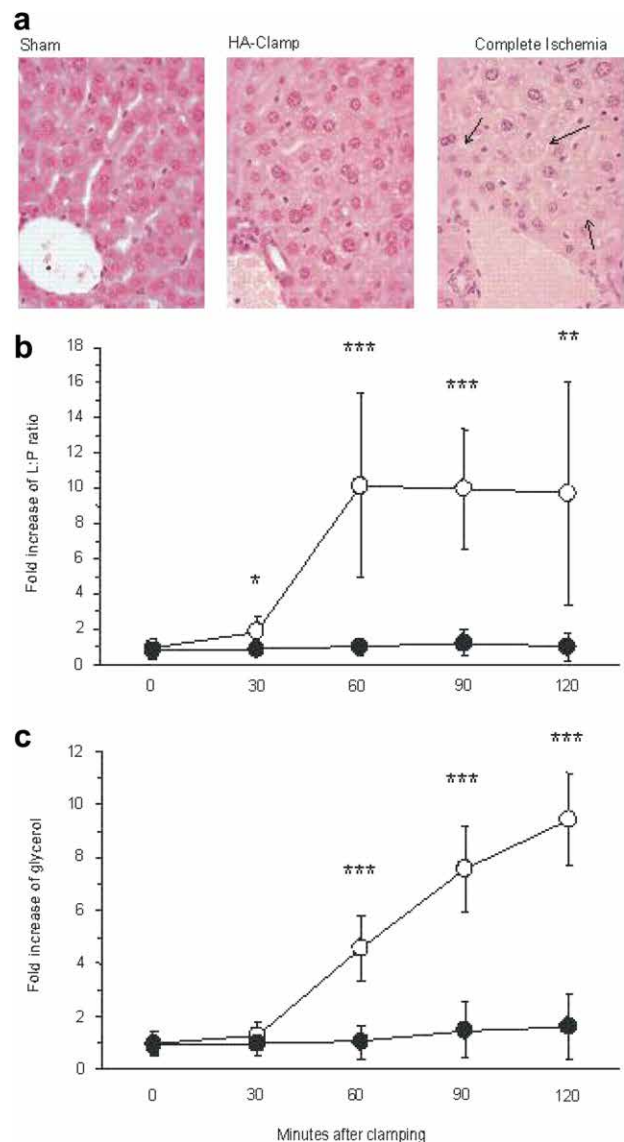 a
Sham HA-Clamp Complete Ischemia
b
Fold increase of L:P ratio
18
16
14
12
10
8
6
4
2
0
*
***
***
**
0 30 60 90 120
c
Fold increase of glycerol
12
10
8
6
4
2
0
***
***
***
0 30 60 90 120
Minutes after clamping